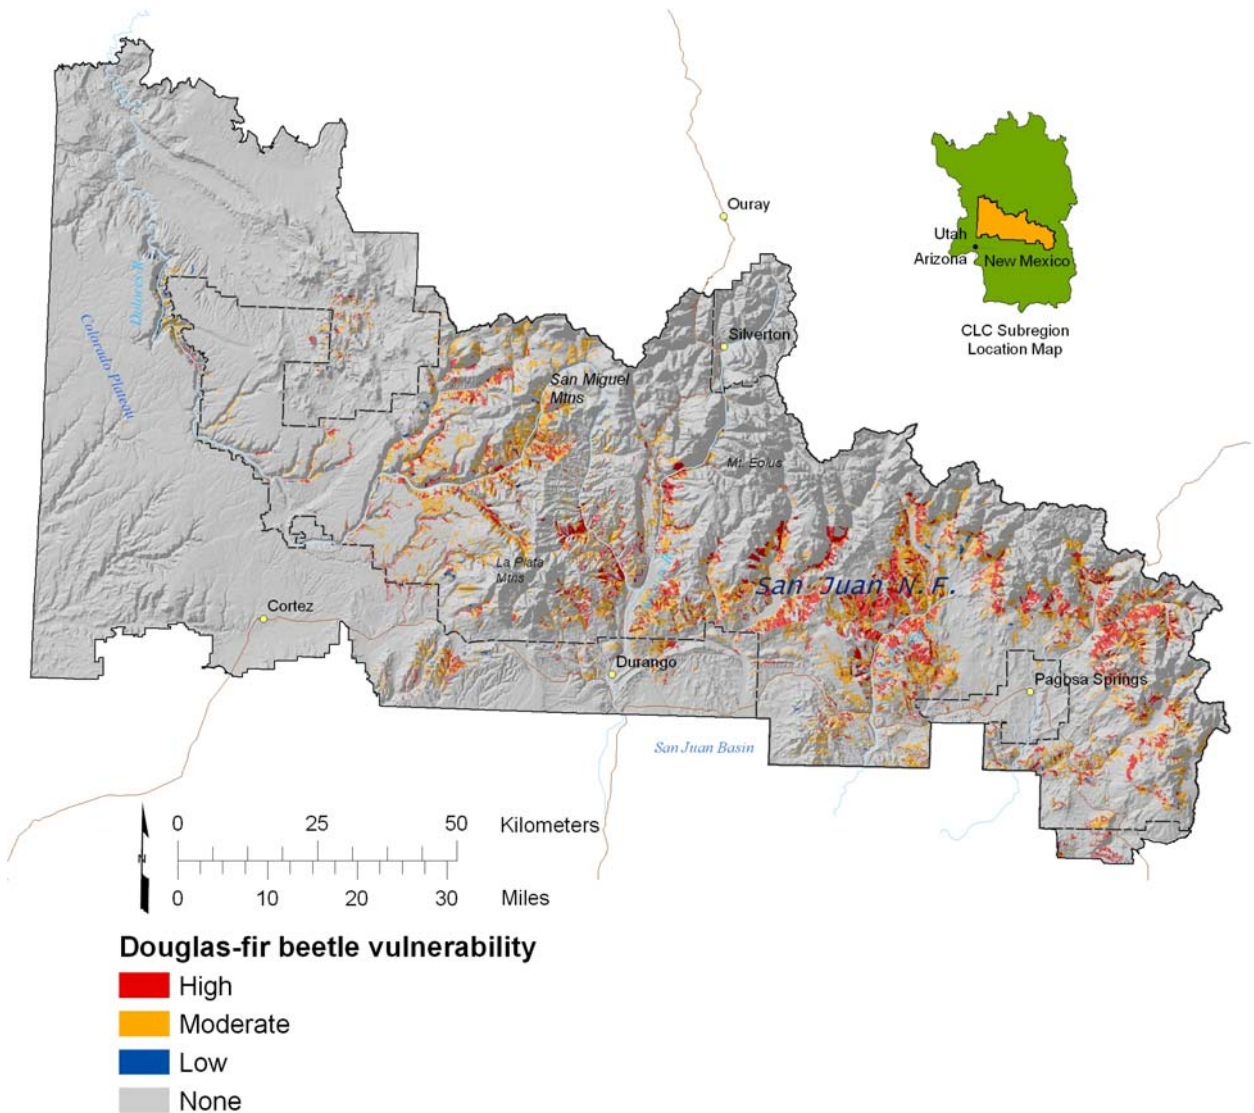 Ouray
Utah
Arizona
New Mexico
CLC Subregion
Location Map
Dolores R
Colorado Plateau
Silverton
San Miguel
Mtns
Mt. Eolus
La Plata
Mtns
San Juan N.F.
Cortez
Durango
Pagosa Springs
San Juan Basin
0 25 50 Kilometers
N
0 10 20 30 Miles
Douglas-fir beetle vulnerability
High
Moderate
Low
None